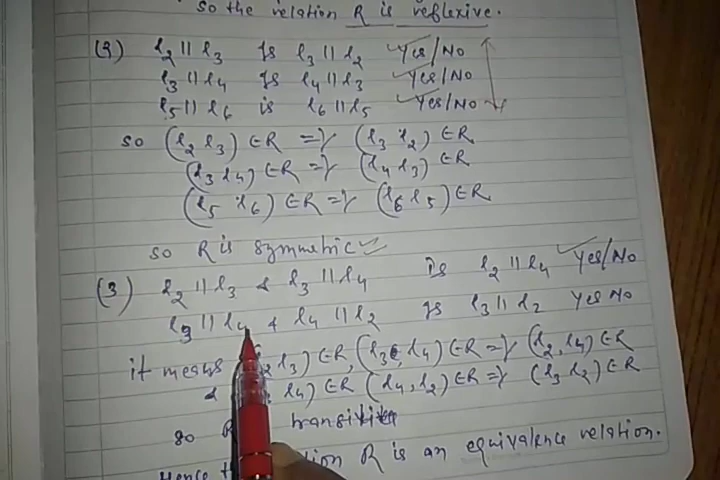 so the relation R is reflexive.
(2) l₂ || l₃ Is l₃ || l₂ Yes/No
l₃ || l₄ Is l₄ || l₃ Yes/No
l₅ || l₆ is l₆ || l₅ Yes/No
so (l₂ l₃) ∈ R => (l₃ l₂) ∈ R
(l₃ l₄) ∈ R => (l₄ l₃) ∈ R
(l₅ l₆) ∈ R => (l₆ l₅) ∈ R
so R is symmetric
(3) l₂ || l₃ & l₃ || l₄ Is l₂ || l₄ Yes/No
l₃ || l₄ & l₄ || l₂ Is l₃ || l₂ Yes No
it means l₃) ∈ R, (l₃, l₄) ∈ R => (l₂, l₄) ∈ R
& l₄) ∈ R (l₄, l₂) ∈ R => (l₃ l₂) ∈ R
so R transitive
Hence R is an equivalence relation.